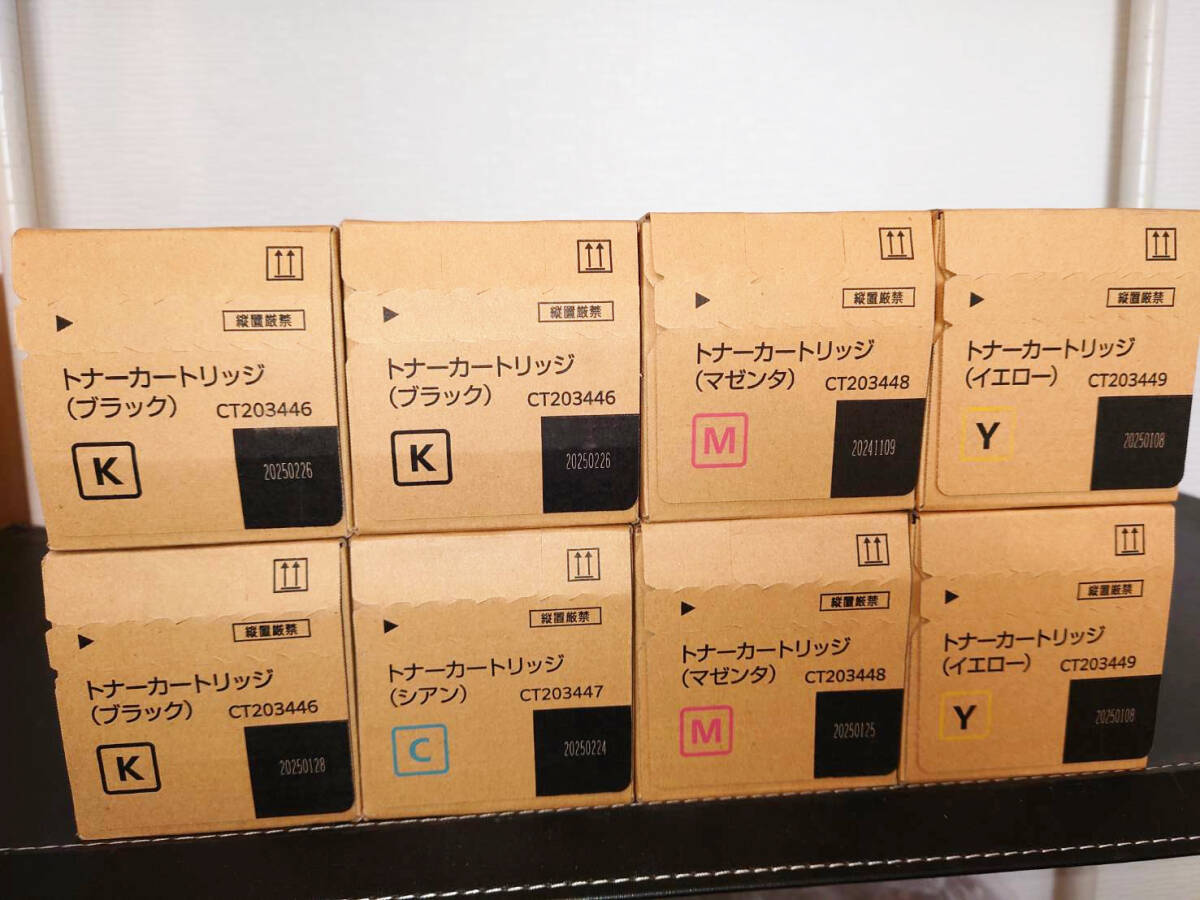 縦置厳禁
トナーカートリッジ
(ブラック) CT203446
K
20250226
縦置厳禁
トナーカートリッジ
(ブラック) CT203446
K
20250226
縦置厳禁
トナーカートリッジ
(マゼンタ) CT203448
M
20241109
縦置厳禁
トナーカートリッジ
(イエロー) CT203449
Y
20250108
縦置厳禁
トナーカートリッジ
(ブラック) CT203446
K
20250128
縦置厳禁
トナーカートリッジ
(シアン) CT203447
C
20250224
縦置厳禁
トナーカートリッジ
(マゼンタ) CT203448
M
20250125
縦置厳禁
トナーカートリッジ
(イエロー) CT203449
Y
20250108